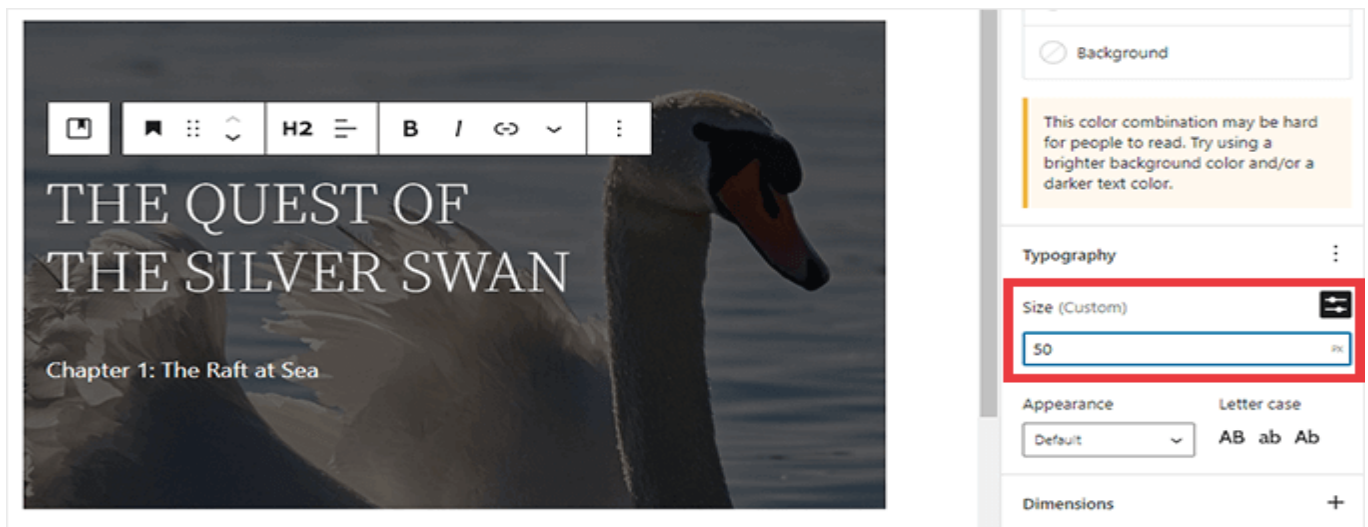 H2
B
I
THE QUEST OF
THE SILVER SWAN
Chapter 1: The Raft at Sea
Background
This color combination may be hard
for people to read. Try using a
brighter background color and/or a
darker text color.
Typography
Size (Custom)
50
PX
Appearance
Letter case
Default
AB ab Ab
Dimensions